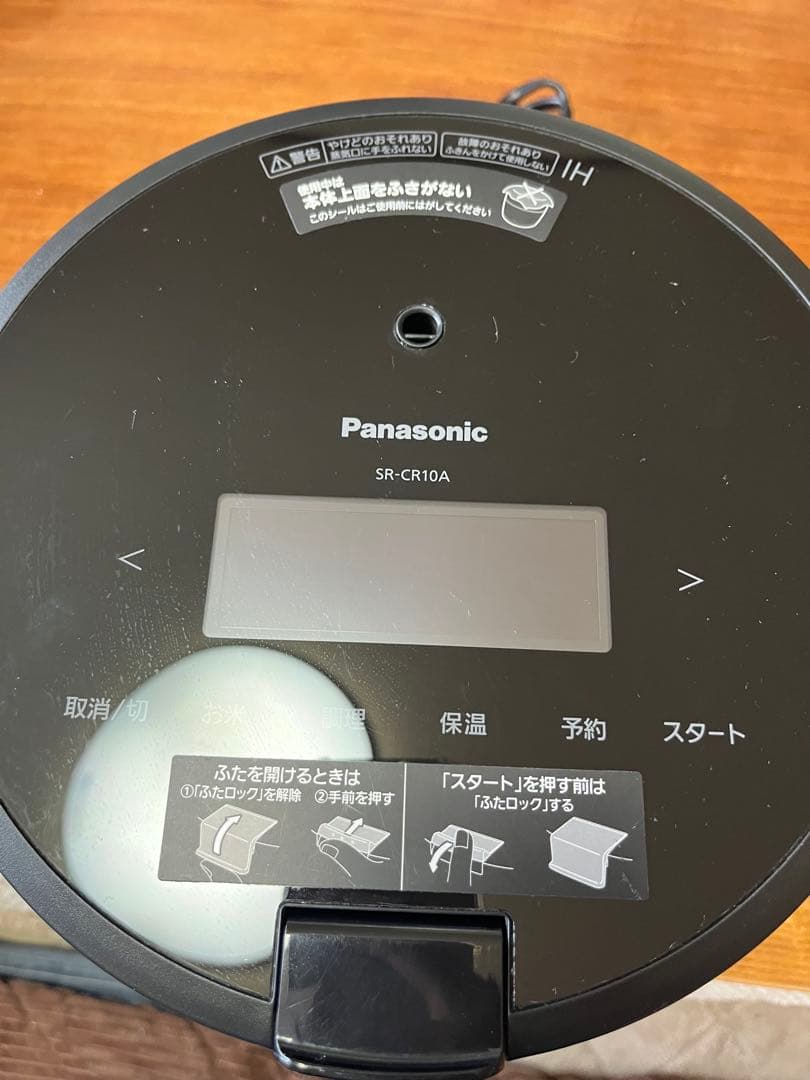 警告 やけどのおそれあり 故障のおそれあり
蒸気口に手をふれない ふきんをかけて使用しない
IH
使用中は
本体上面をふさがない
このシールはご使用前にはがしてください
Panasonic
SR-CR10A
< >
取消/切 お米 調理 保温 予約 スタート
ふたを開けるときは
①「ふたロック」を解除 ②手前を押す
「スタート」を押す前は
「ふたロック」する